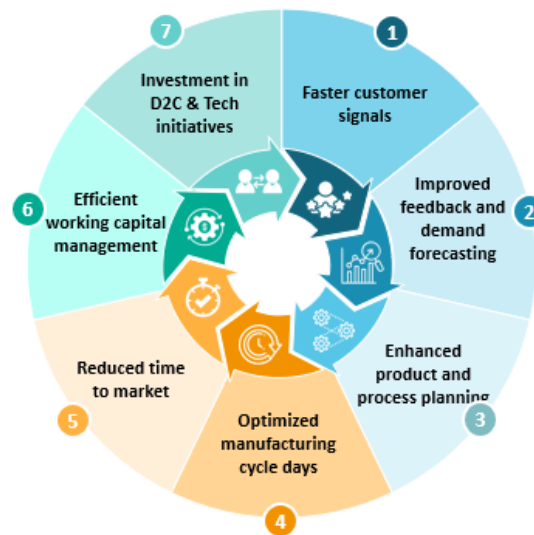 1
Faster customer
signals
2
Improved
feedback and
demand
forecasting
3
Enhanced
product and
process planning
4
Optimized
manufacturing
cycle days
5
Reduced time
to market
6
Efficient
working capital
management
7
Investment in
D2C & Tech
initiatives
$